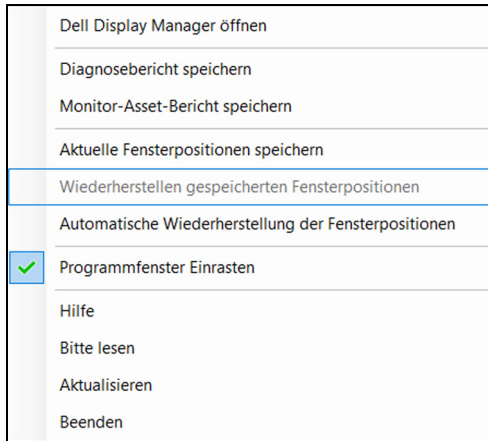 Dell Display Manager öffnen
Diagnosebericht speichern
Monitor-Asset-Bericht speichern
Aktuelle Fensterpositionen speichern
Wiederherstellen gespeicherten Fensterpositionen
Automatische Wiederherstellung der Fensterpositionen
Programmfenster Einrasten
Hilfe
Bitte lesen
Aktualisieren
Beenden